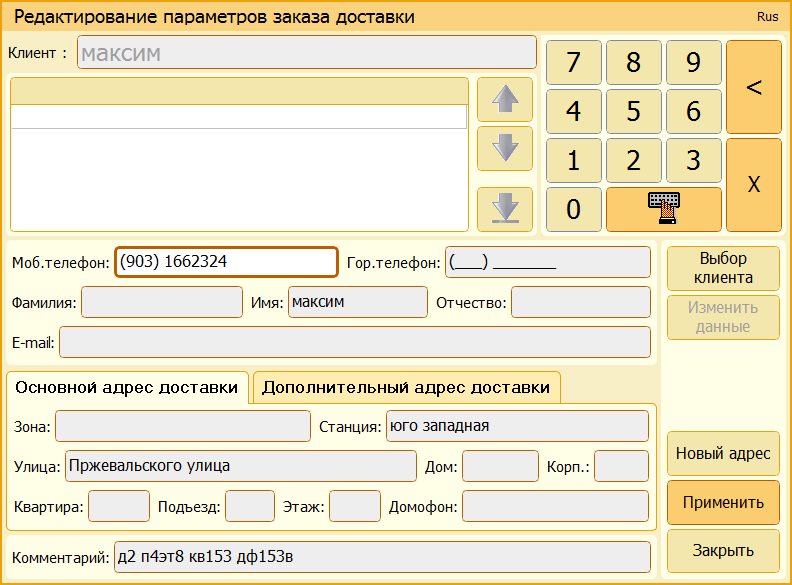 Редактирование параметров заказа доставки Rus
Клиент : максим
7 8 9 <
4 5 6
1 2 3 X
0
Моб.телефон: (903) 1662324 Гор.телефон: (___) _______
Выбор клиента
Фамилия: Имя: максим Отчество:
Изменить данные
E-mail:
Основной адрес доставки Дополнительный адрес доставки
Зона: Станция: юго западная
Новый адрес
Улица: Пржевальского улица Дом: Корп.:
Применить
Квартира: Подъезд: Этаж: Домофон:
Комментарий: д2 п4эт8 кв153 дф153в
Закрыть